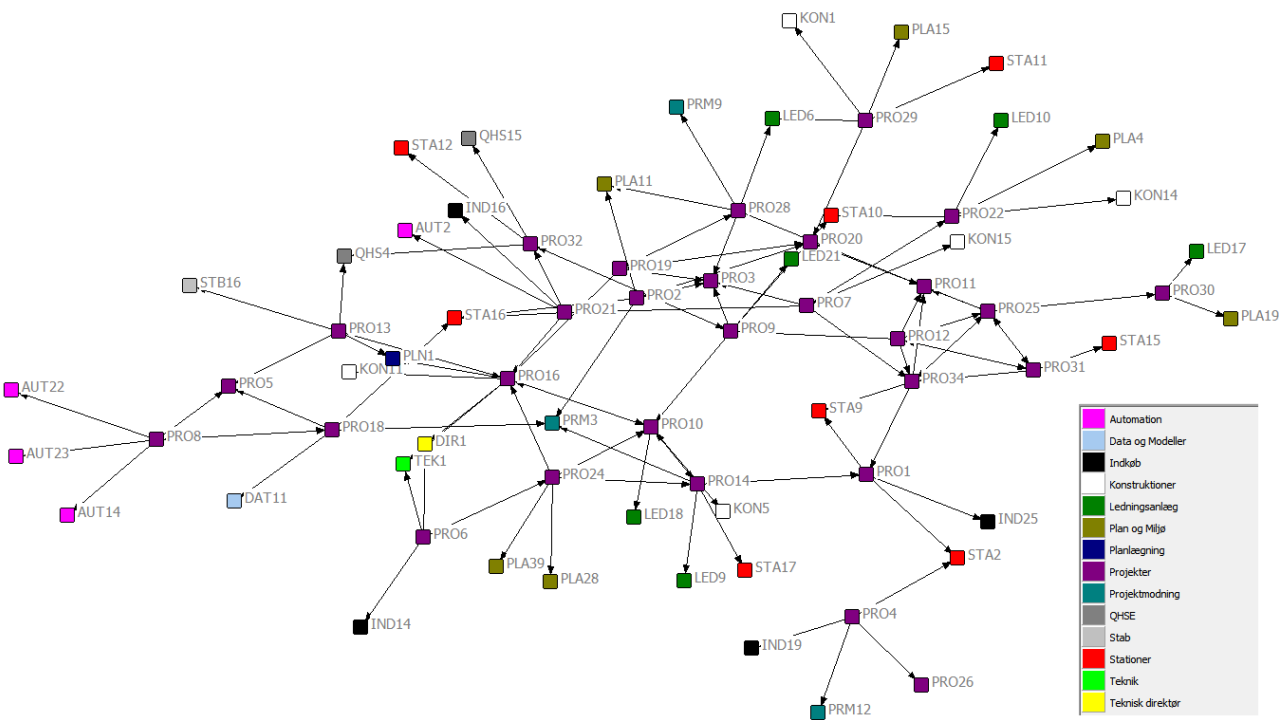 KON1
PLA15
STA11
PRM9
LED6
PRO29
LED10
QHS15
STA12
PLA4
PLA11
KON14
IND16
PRO28
STA10
PRO22
AUT2
PRO32
PRO20
KON15
QHS4
LED21
LED17
PRO19
PRO3
STB16
PRO11
PRO30
PRO2
PRO7
PRO21
PRO25
STA16
PLA19
PRO13
PRO9
PRO12
STA15
PLN1
KON11
PRO16
PRO31
PRO34
AUT22
PRO5
STA9
PRM3
PRO10
PRO18
PRO8
DIR1
AUT23
TEK1
PRO24
PRO14
PRO1
DAT11
AUT14
LED18
KON5
IND25
PRO6
STA2
PLA39
STA17
PLA28
LED9
PRO4
IND14
IND19
PRO26
PRM12
Automation
Data og Modeller
Indkøb
Konstruktioner
Ledningsanlæg
Plan og Miljø
Planlægning
Projekter
Projektmodning
QHSE
Stab
Stationer
Teknik
Teknisk direktør